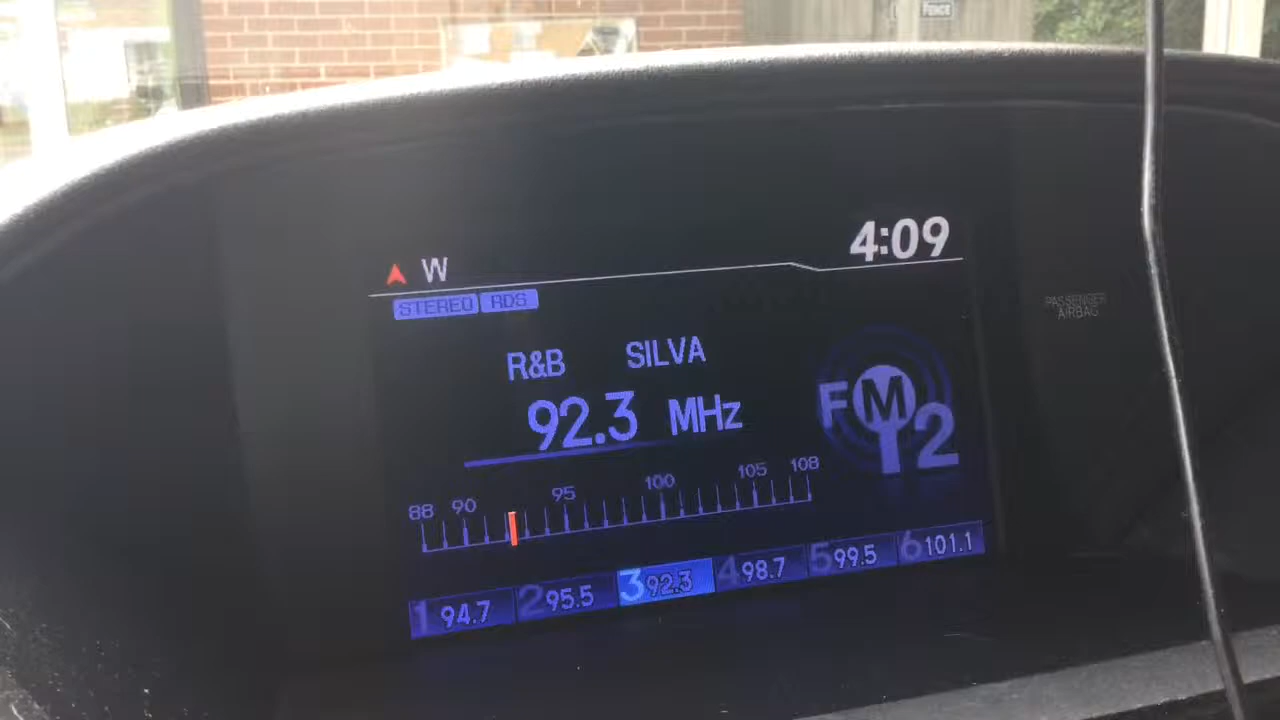 FENCE
4:09
W
STEREO RDS
R&B SILVA
92.3 MHz
FM2
88 90 95 100 105 108
1 94.7 2 95.5 3 92.3 4 98.7 5 99.5 6 101.1
PASSENGER
AIRBAG